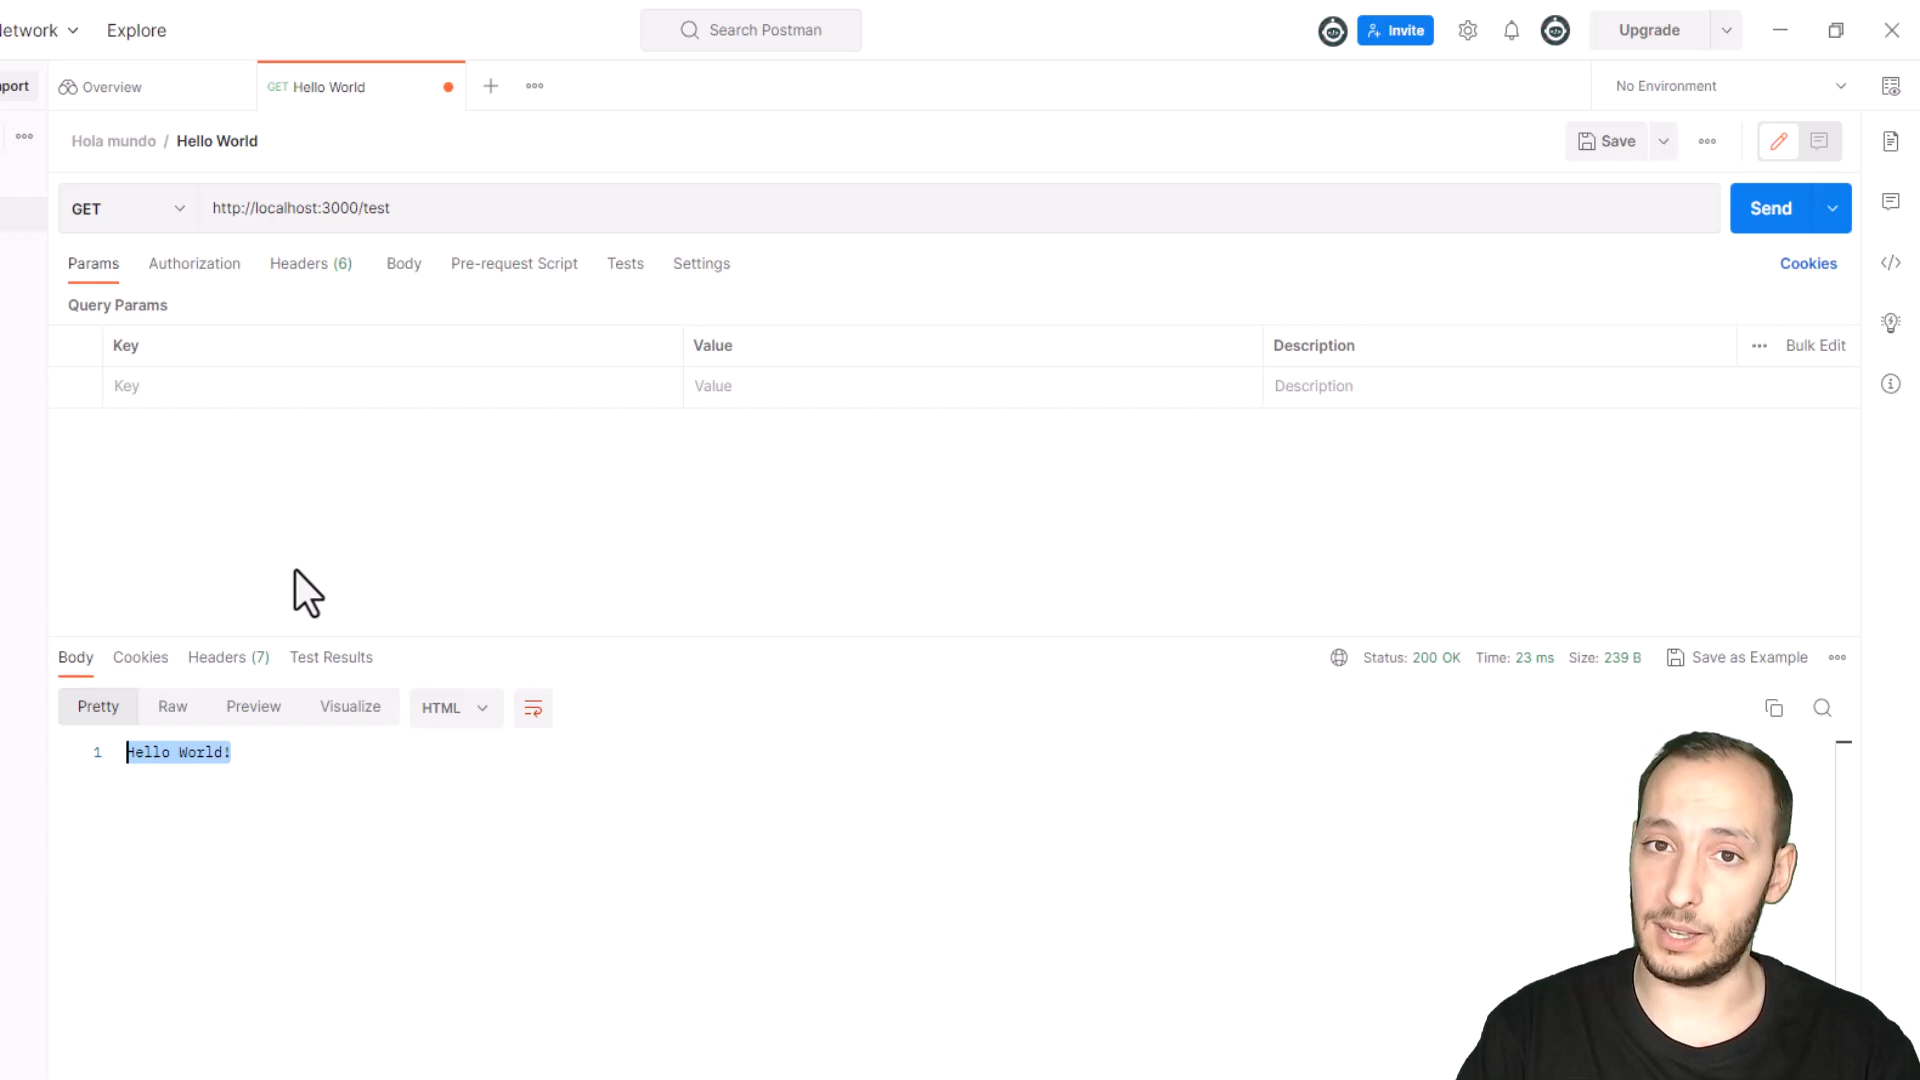 etwork Explore Search Postman Invite Upgrade
port Overview GET Hello World No Environment
Hola mundo / Hello World Save
GET http://localhost:3000/test Send
Params Authorization Headers (6) Body Pre-request Script Tests Settings Cookies
Query Params
Key Value Description Bulk Edit
Key Value Description
Body Cookies Headers (7) Test Results Status: 200 OK Time: 23 ms Size: 239 B Save as Example
Pretty Raw Preview Visualize HTML
1 Hello World!